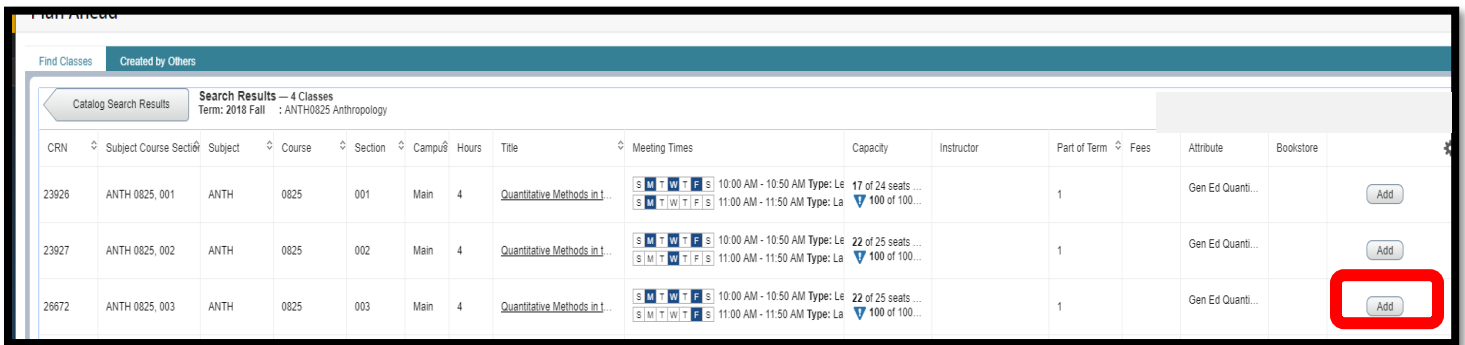 Plan Ahead
Find Classes Created by Others
Catalog Search Results
Search Results — 4 Classes
Term: 2018 Fall : ANTH0825 Anthropology
CRN Subject Course Section Subject Course Section Campus Hours Title Meeting Times Capacity Instructor Part of Term Fees Attribute Bookstore
23926 ANTH 0825, 001 ANTH 0825 001 Main 4 Quantitative Methods in t... S M T W T F S 10:00 AM - 10:50 AM Type: Le 17 of 24 seats ... 1 Gen Ed Quanti... Add
S M T W T F S 11:00 AM - 11:50 AM Type: La 100 of 100...
23927 ANTH 0825, 002 ANTH 0825 002 Main 4 Quantitative Methods in t... S M T W T F S 10:00 AM - 10:50 AM Type: Le 22 of 25 seats ... 1 Gen Ed Quanti... Add
S M T W T F S 11:00 AM - 11:50 AM Type: La 100 of 100...
26672 ANTH 0825, 003 ANTH 0825 003 Main 4 Quantitative Methods in t... S M T W T F S 10:00 AM - 10:50 AM Type: Le 22 of 25 seats ... 1 Gen Ed Quanti... Add
S M T W T F S 11:00 AM - 11:50 AM Type: La 100 of 100...